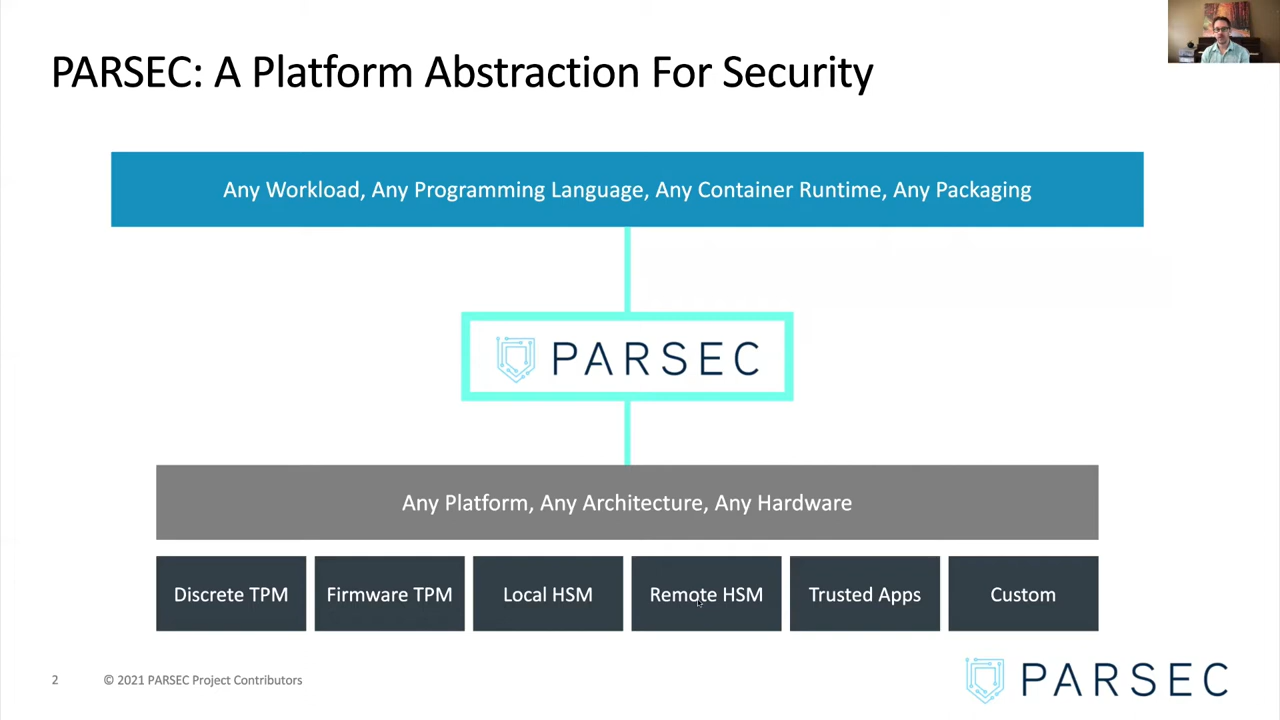 PARSEC: A Platform Abstraction For Security
Any Workload, Any Programming Language, Any Container Runtime, Any Packaging
PARSEC
Any Platform, Any Architecture, Any Hardware
Discrete TPM
Firmware TPM
Local HSM
Remote HSM
Trusted Apps
Custom
2
© 2021 PARSEC Project Contributors
PARSEC